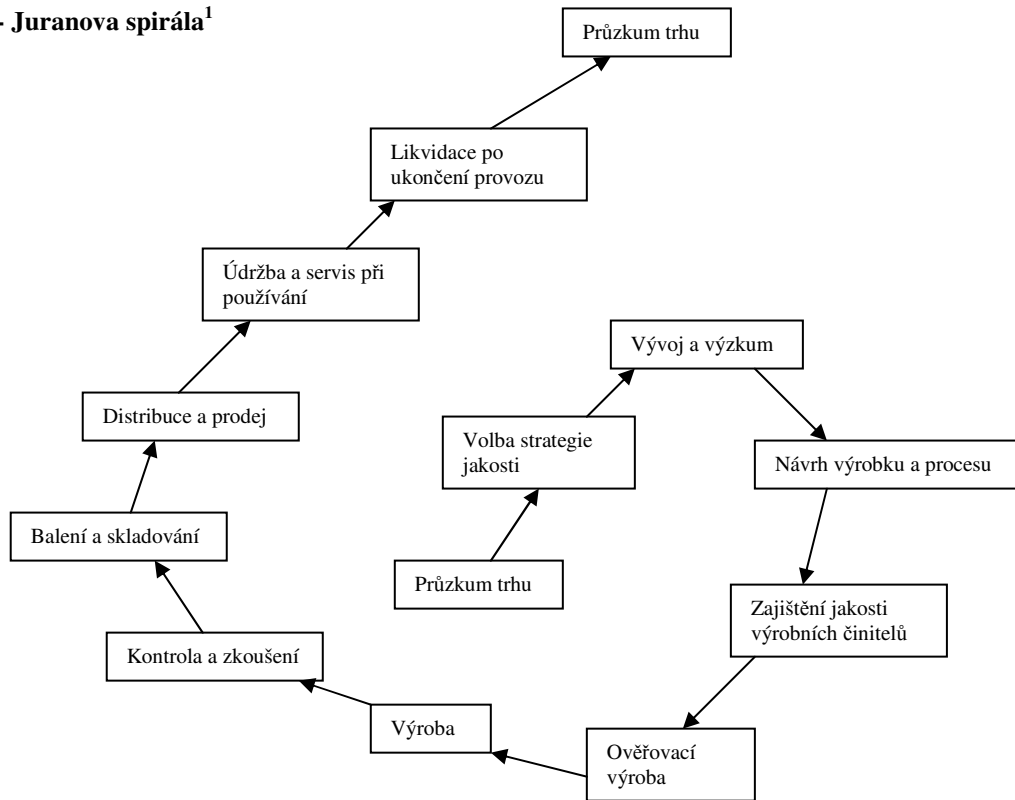 - Juranova spirála1
Průzkum trhu
Likvidace po
ukončení provozu
Údržba a servis při
používání
Vývoj a výzkum
Distribuce a prodej
Volba strategie
jakosti
Návrh výrobku a procesu
Balení a skladování
Průzkum trhu
Zajištění jakosti
výrobních činitelů
Kontrola a zkoušení
Výroba
Ověřovací
výroba